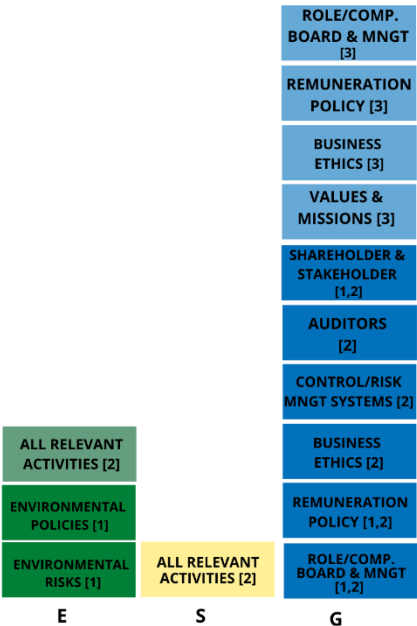 ROLE/COMP.
BOARD & MNGT
[3]
REMUNERATION
POLICY [3]
BUSINESS
ETHICS [3]
VALUES &
MISSIONS [3]
SHAREHOLDER &
STAKEHOLDER
[1,2]
AUDITORS
[2]
CONTROL/RISK
MNGT SYSTEMS [2]
ALL RELEVANT
ACTIVITIES [2]
BUSINESS
ETHICS [2]
ENVIRONMENTAL
POLICIES [1]
REMUNERATION
POLICY [1,2]
ENVIRONMENTAL
RISKS [1]
ALL RELEVANT
ACTIVITIES [2]
ROLE/COMP.
BOARD & MNGT
[1,2]
E
S
G